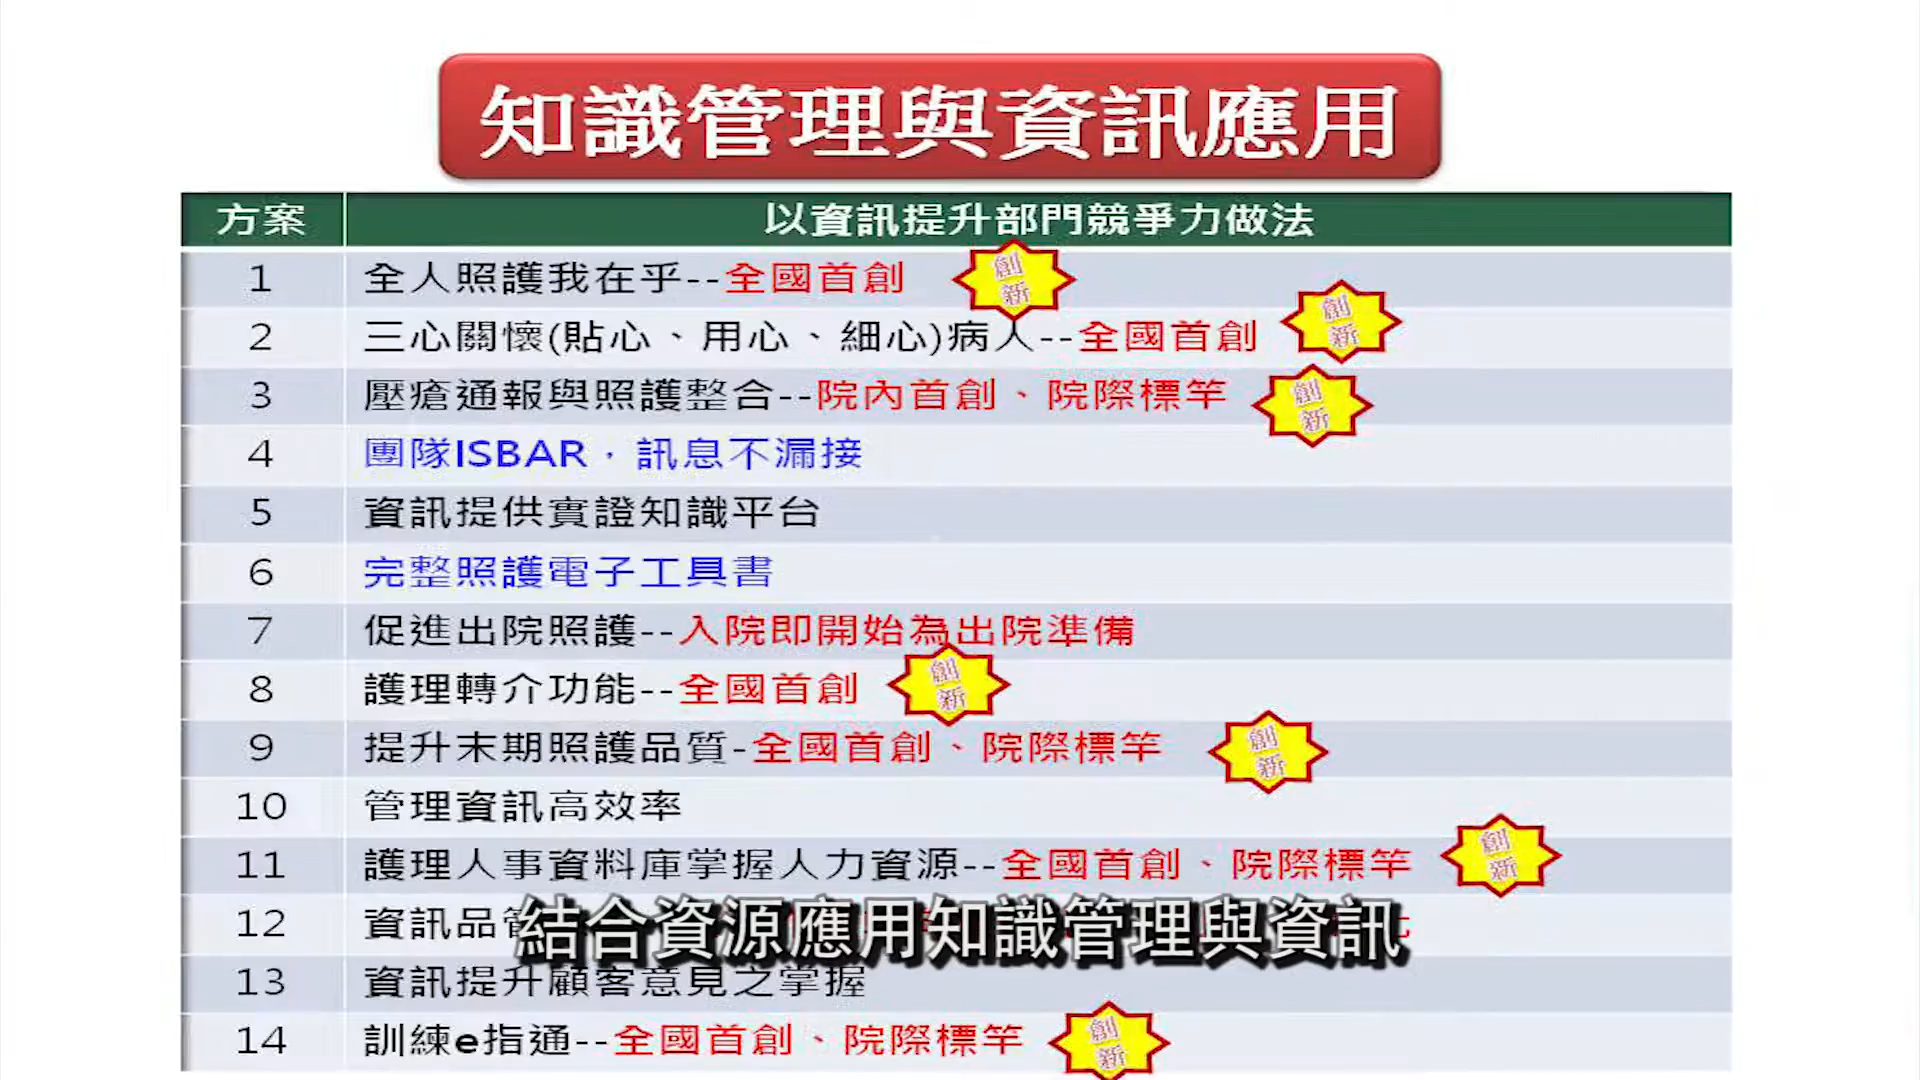 知識管理與資訊應用
方案 以資訊提升部門競爭力做法
1 全人照護我在乎--全國首創 創新
2 三心關懷(貼心、用心、細心)病人--全國首創 創新
3 壓瘡通報與照護整合--院內首創、院際標竿 創新
4 團隊ISBAR，訊息不漏接
5 資訊提供實證知識平台
6 完整照護電子工具書
7 促進出院照護--入院即開始為出院準備
8 護理轉介功能--全國首創 創新
9 提升末期照護品質-全國首創、院際標竿 創新
10 管理資訊高效率
11 護理人事資料庫掌握人力資源--全國首創、院際標竿 創新
12 資訊品管
結合資源應用知識管理與資訊
13 資訊提升顧客意見之掌握
14 訓練e指通--全國首創、院際標竿 創新